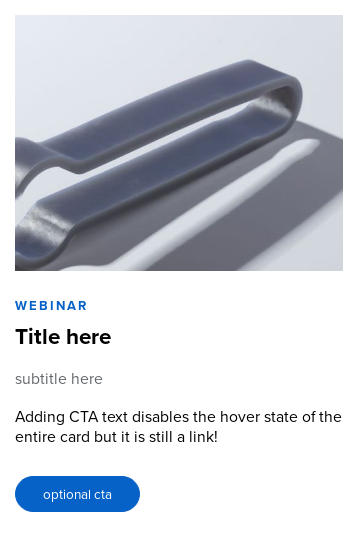 WEBINAR
Title here
subtitle here
Adding CTA text disables the hover state of the
entire card but it is still a link!
optional cta